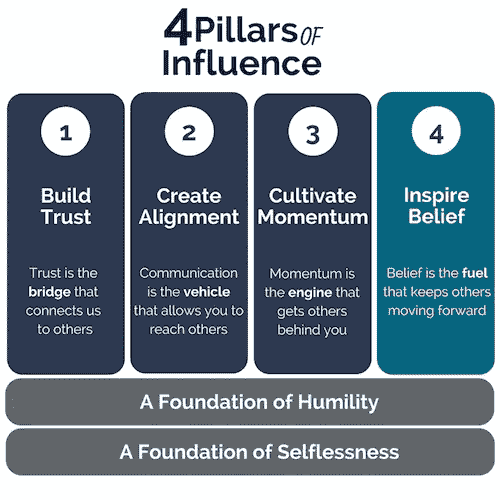 4 Pillars OF
Influence
1
Build
Trust
Trust is the
bridge that
connects us
to others
2
Create
Alignment
Communication
is the vehicle
that allows you to
reach others
3
Cultivate
Momentum
Momentum is
the engine that
gets others
behind you
4
Inspire
Belief
Belief is the fuel
that keeps others
moving forward
A Foundation of Humility
A Foundation of Selflessness